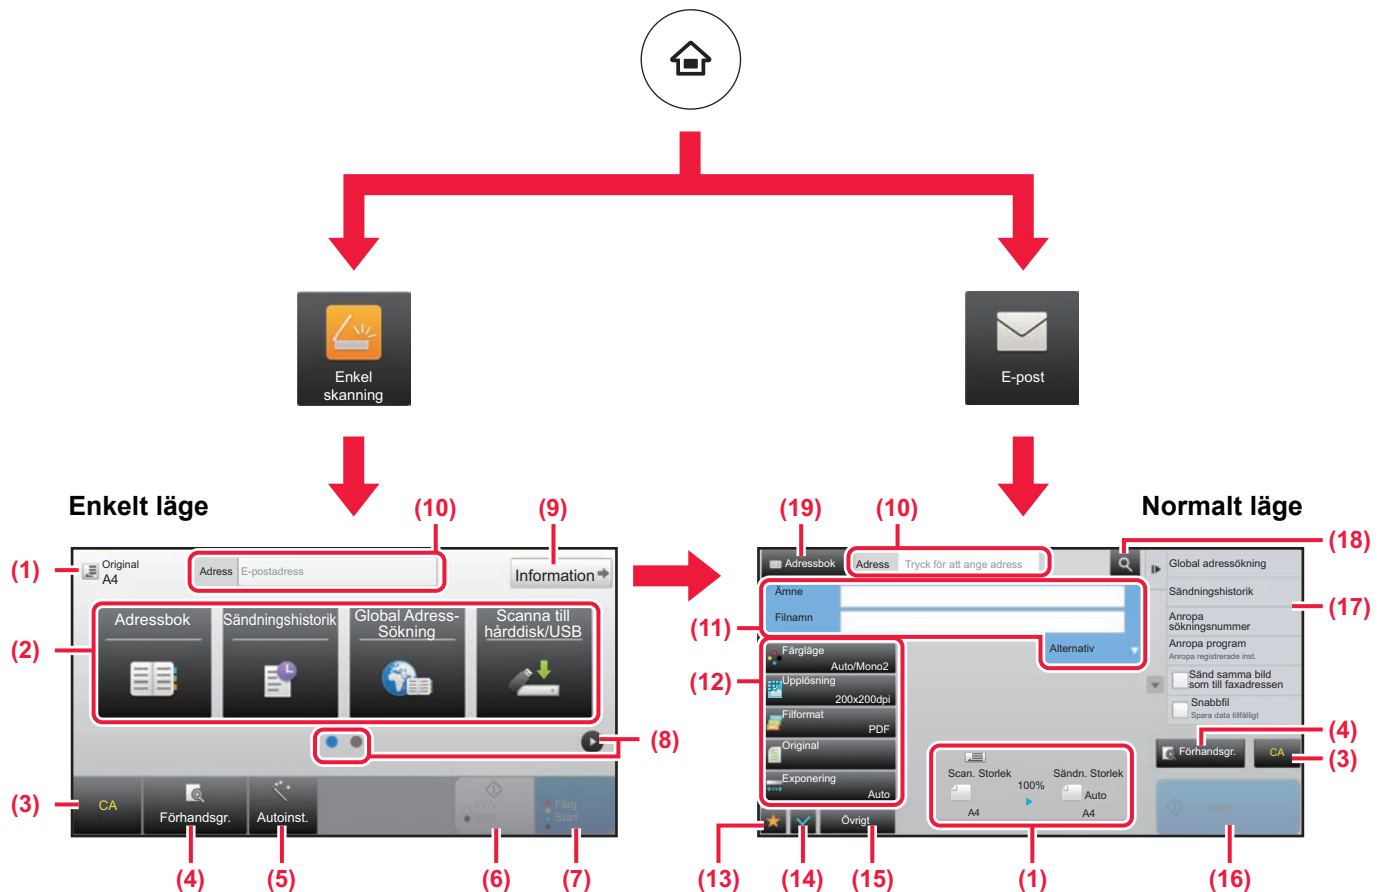 Enkel
skanning
E-post
Enkelt läge
Normalt läge
(10)
(9)
(1)
Original
A4
Adress
E-postadress
Information
(2)
Adressbok
Sändningshistorik
Global Adress-
Sökning
Scanna till
hårddisk/USB
(8)
(3)
CA
Förhandsgr.
Autoinst.
Färg
Start
(4)
(5)
(6)
(7)
(19)
(10)
(18)
Adressbok
Adress
Tryck för att ange adress
Global adressökning
Sändningshistorik
(17)
Anropa
sökningsnummer
Anropa program
Anropa registrerade inst.
Sänd samma bild
som till faxadressen
Snabbfil
Spara data tillfälligt
(11)
Ämne
Filnamn
Alternativ
(12)
Färgläge
Auto/Mono2
Upplösning
200x200dpi
Filformat
PDF
Original
Exponering
Auto
Scan. Storlek
100%
Sändn. Storlek
Auto
A4
A4
(4)
Förhandsgr.
CA
(3)
Start
Övrigt
(13)
(14)
(15)
(1)
(16)